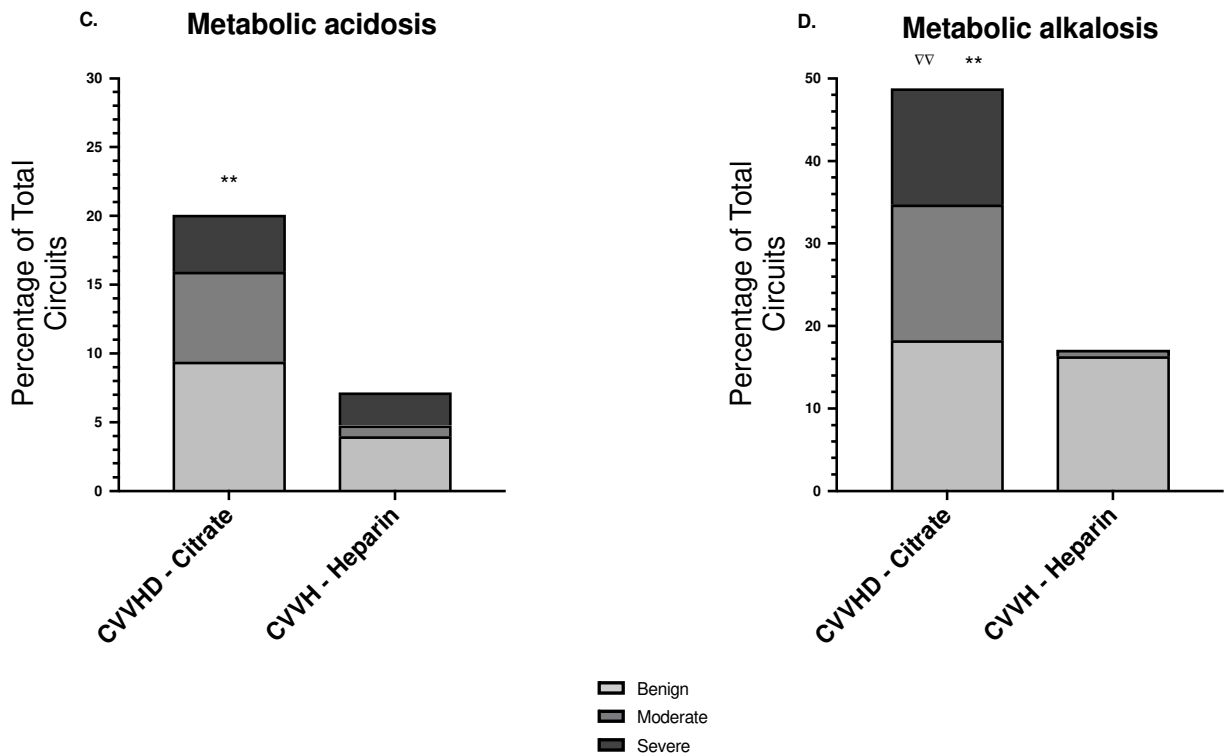 C.
Metabolic acidosis
Percentage of Total
Circuits
30
25
20
15
10
5
0
**
CVVHD - Citrate
CVVH - Heparin
D.
Metabolic alkalosis
∇∇ **
Percentage of Total
Circuits
50
40
30
20
10
0
CVVHD - Citrate
CVVH - Heparin
Benign
Moderate
Severe